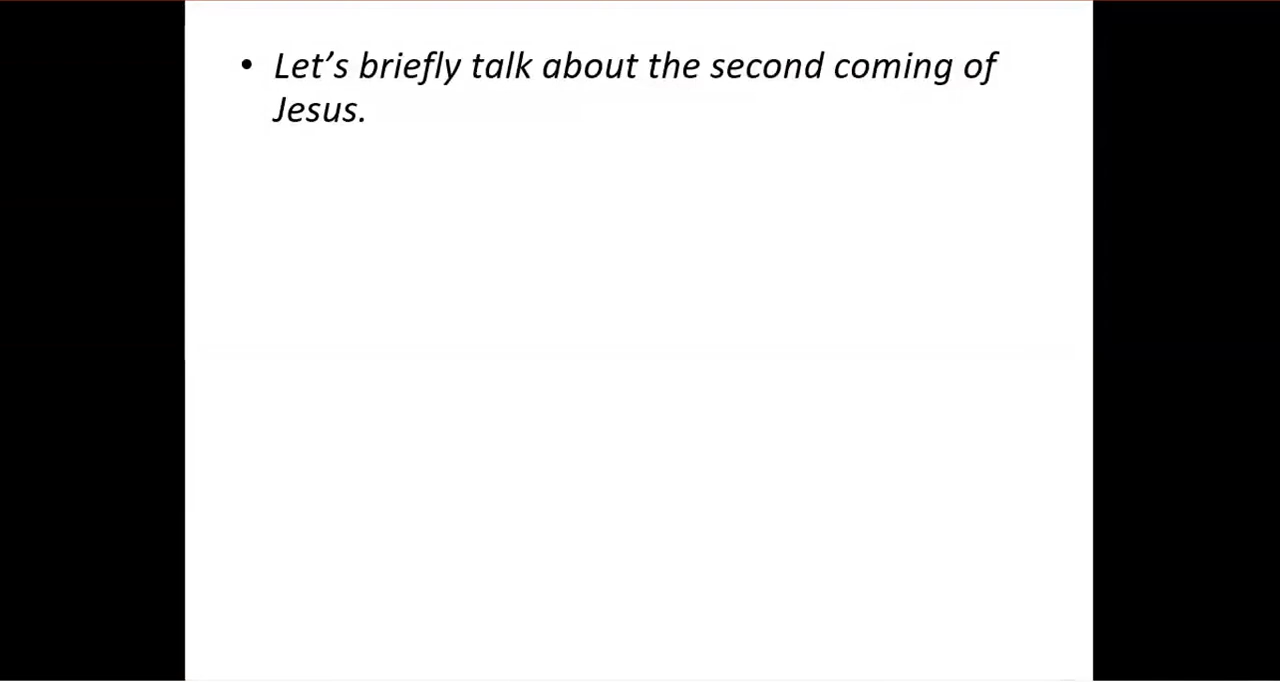 • Let’s briefly talk about the second coming of
Jesus.